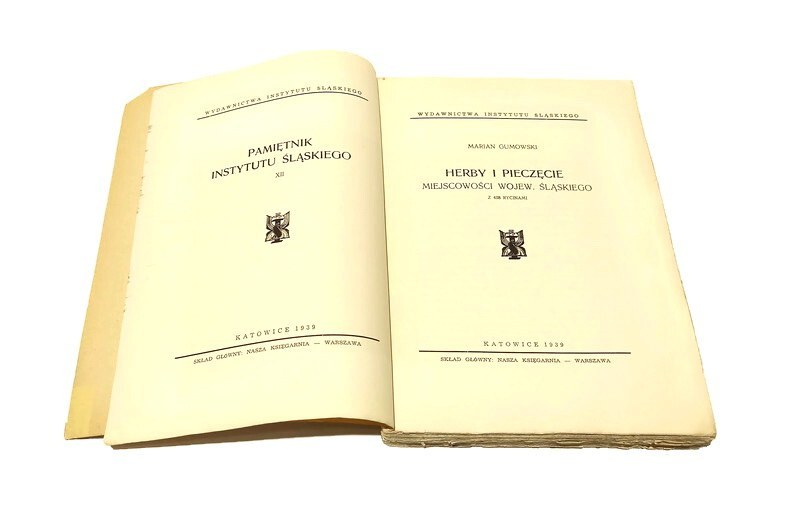 WYDAWNICTWA INSTYTUTU ŚLĄSKIEGO
PAMIĘTNIK
INSTYTUTU ŚLĄSKIEGO
XII
KATOWICE 1939
SKŁAD GŁÓWNY: NASZA KSIĘGARNIA — WARSZAWA
WYDAWNICTWA INSTYTUTU ŚLĄSKIEGO
MARIAN GUMOWSKI
HERBY I PIECZĘCIE
MIEJSCOWOŚCI WOJEW. ŚLĄSKIEGO
Z RYCINAMI
KATOWICE 1939
SKŁAD GŁÓWNY: NASZA KSIĘGARNIA — WARSZAWA